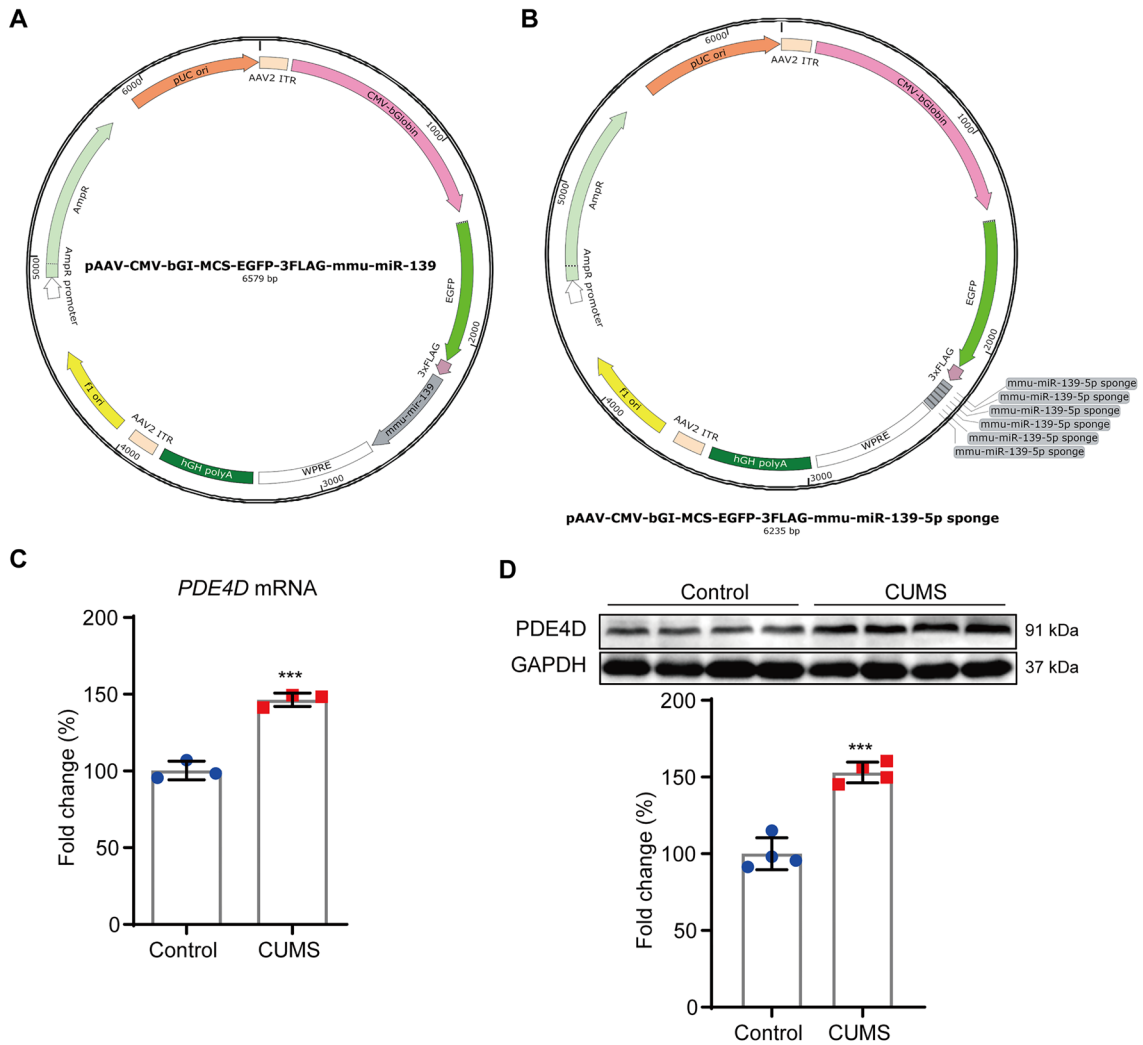 A
6000
pUC ori
AAV2 ITR
CMV-bGlobin
1000
AmpR
AmpR promoter
5000
pAAV-CMV-bGI-MCS-EGFP-3FLAG-mmu-miR-139
6579 bp
EGFP
2000
3xFLAG
mmu-mir-139
f1 ori
AAV2 ITR
4000
hGH polyA
WPRE
3000
B
6000
pUC ori
AAV2 ITR
CMV-bGlobin
1000
5000
AmpR
AmpR promoter
EGFP
2000
3xFLAG
mmu-miR-139-5p sponge
mmu-miR-139-5p sponge
mmu-miR-139-5p sponge
mmu-miR-139-5p sponge
mmu-miR-139-5p sponge
mmu-miR-139-5p sponge
f1 ori
4000
AAV2 ITR
hGH polyA
WPRE
3000
pAAV-CMV-bGI-MCS-EGFP-3FLAG-mmu-miR-139-5p sponge
6235 bp
C
PDE4D mRNA
Fold change (%)
200
150
100
50
0
***
Control
CUMS
D
Control
CUMS
PDE4D
91 kDa
GAPDH
37 kDa
Fold change (%)
200
150
100
50
0
***
Control
CUMS